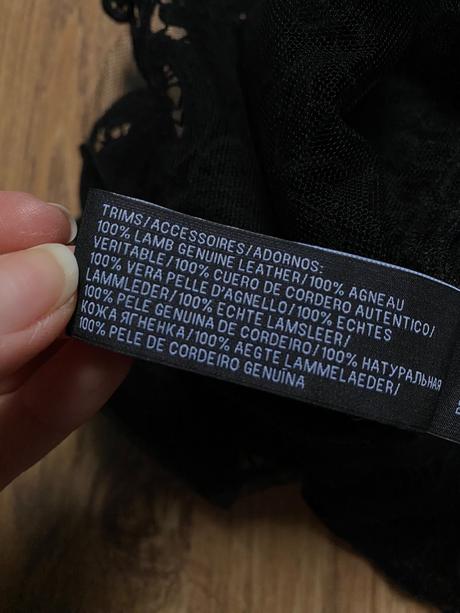 TRIMS/ACCESSOIRES/ADORNOS:
100% LAMB GENUINE LEATHER/100% AGNEAU
VERITABLE/100% CUERO DE CORDERO AUTENTICO/
100% VERA PELLE D'AGNELLO/100% ECHTES
LAMMLEDER/100% ECHTE LAMSLEER/
100% PELE GENUINA DE CORDEIRO/100% НАТУРАЛЬНАЯ
КОЖА ЯГНЕНКА/100% AEGTE LAMMELAEDER/
100% PELE DE CORDEIRO GENUÍNA